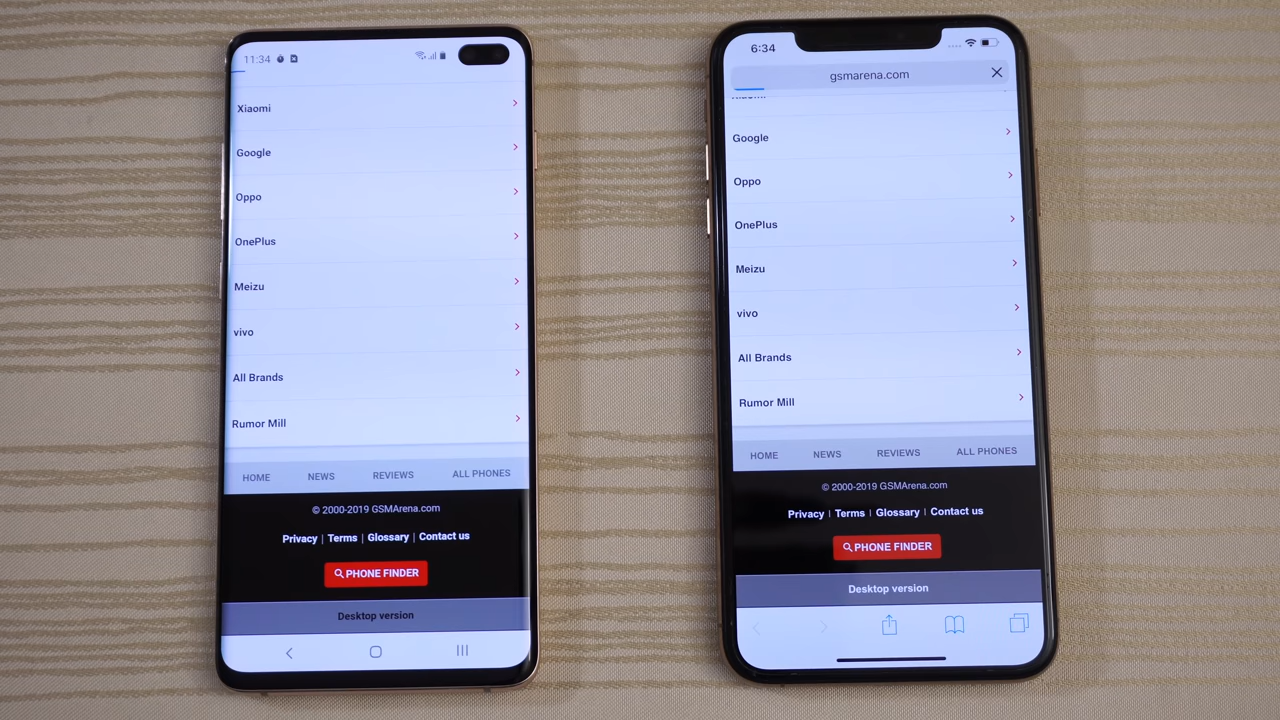 11:34
Xiaomi
Google
Oppo
OnePlus
Meizu
vivo
All Brands
Rumor Mill
HOME NEWS REVIEWS ALL PHONES
© 2000-2019 GSMArena.com
Privacy | Terms | Glossary | Contact us
PHONE FINDER
Desktop version
6:34
gsmarena.com
Google
Oppo
OnePlus
Meizu
vivo
All Brands
Rumor Mill
HOME NEWS REVIEWS ALL PHONES
© 2000-2019 GSMArena.com
Privacy | Terms | Glossary | Contact us
PHONE FINDER
Desktop version